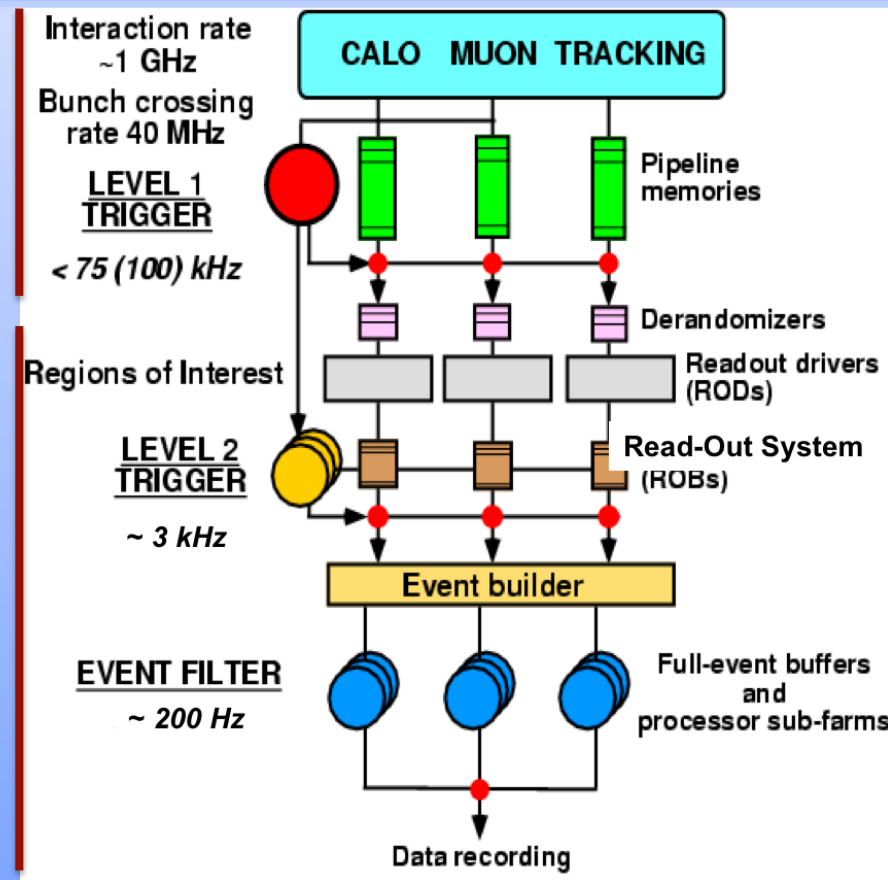 Interaction rate
~1 GHz
Bunch crossing
rate 40 MHz
LEVEL 1
TRIGGER
< 75 (100) kHz
CALO MUON TRACKING
Pipeline
memories
Derandomizers
Regions of Interest
Readout drivers
(RODs)
LEVEL 2
TRIGGER
~ 3 kHz
Read-Out System
(ROBs)
Event builder
EVENT FILTER
~ 200 Hz
Full-event buffers
and
processor sub-farms
Data recording